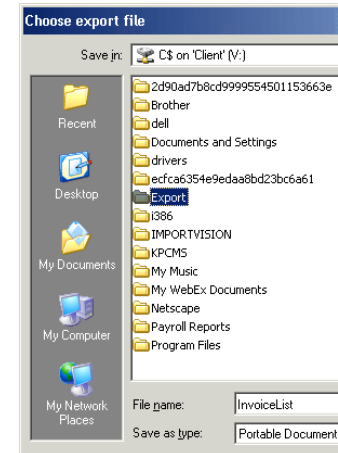 Choose export file
Save in: C$ on 'Client' (V:)
Recent
Desktop
My Documents
My Computer
My Network
Places
2d90ad7b8cd9999554501153663e
Brother
dell
Documents and Settings
drivers
ecfca6354e9edaa8bd23bc6a61
Export
i386
IMPORTVISION
KPCMS
My Music
My WebEx Documents
Netscape
Payroll Reports
Program Files
File name: InvoiceList
Save as type: Portable Document